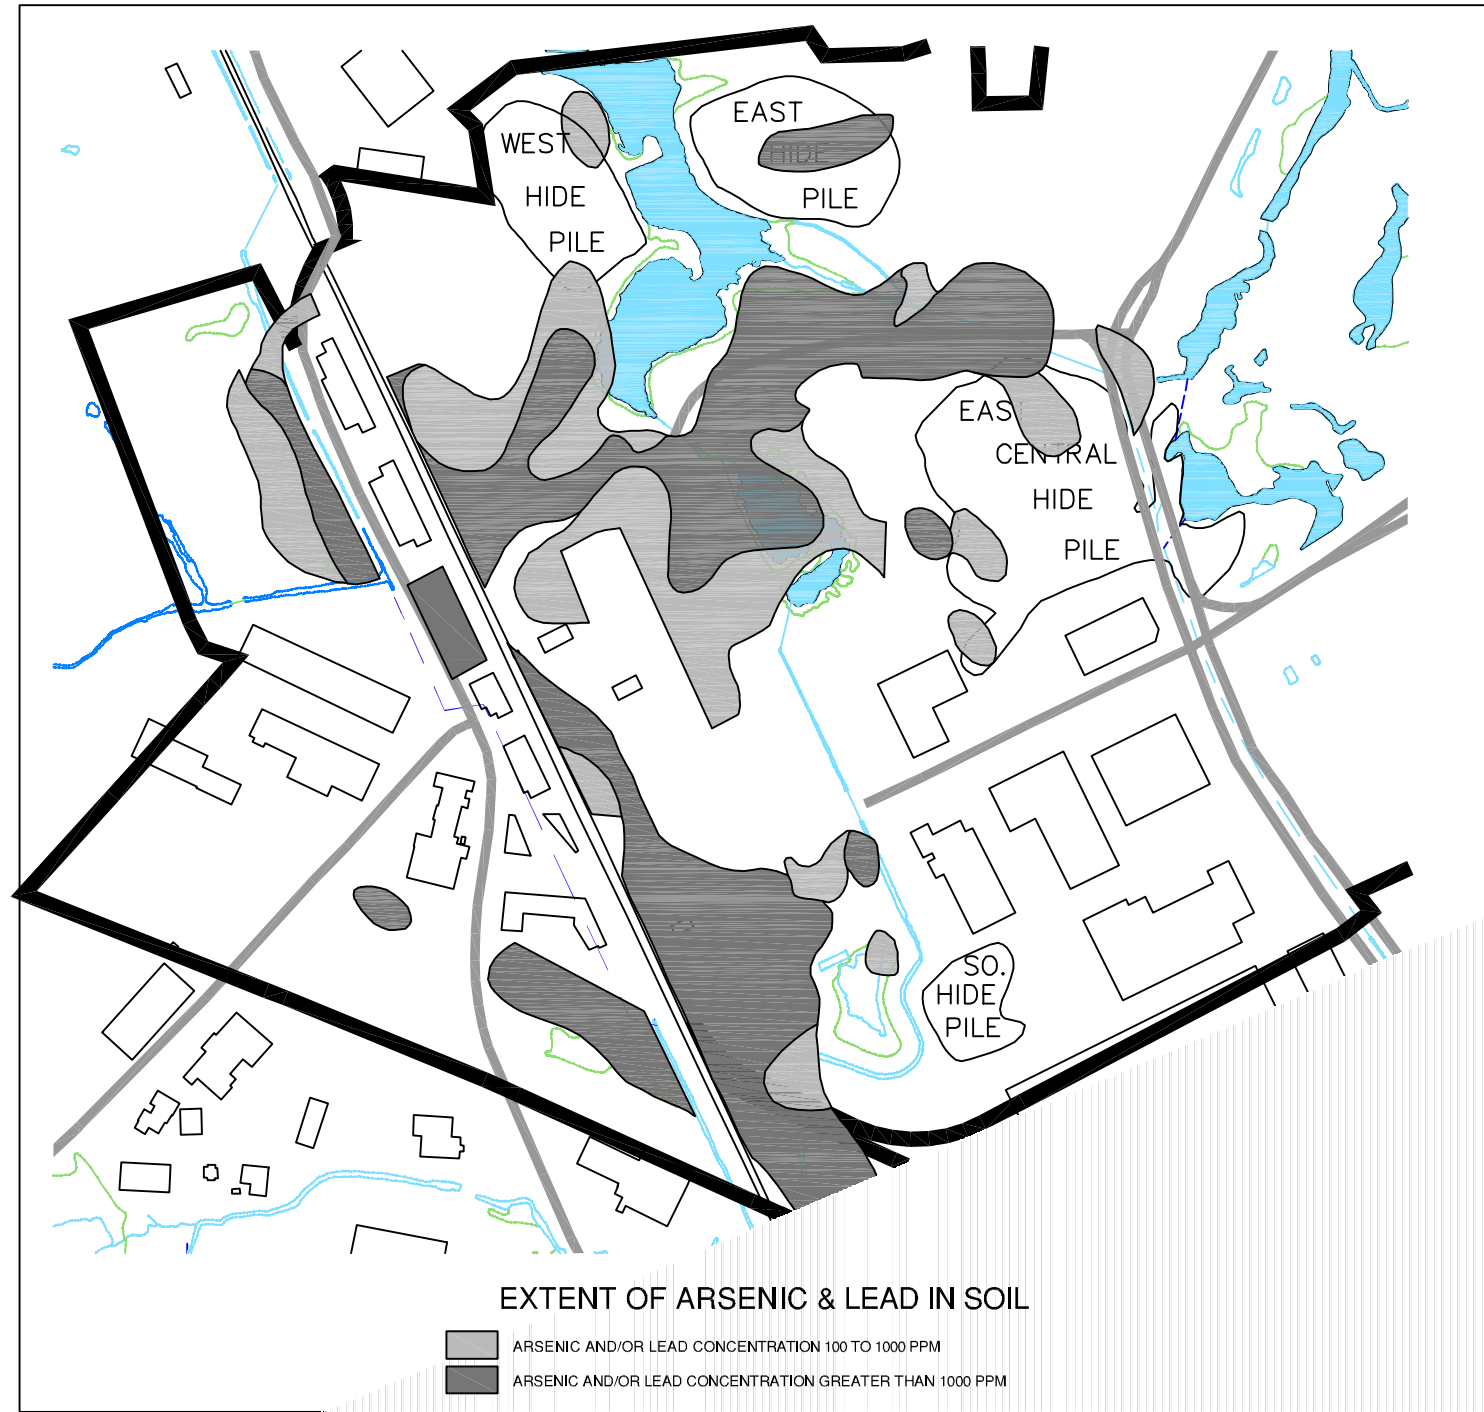 WEST
HIDE
PILE
EAST
HIDE
PILE
EAST
CENTRAL
HIDE
PILE
SO.
HIDE
PILE
EXTENT OF ARSENIC & LEAD IN SOIL
ARSENIC AND/OR LEAD CONCENTRATION 100 TO 1000 PPM
ARSENIC AND/OR LEAD CONCENTRATION GREATER THAN 1000 PPM